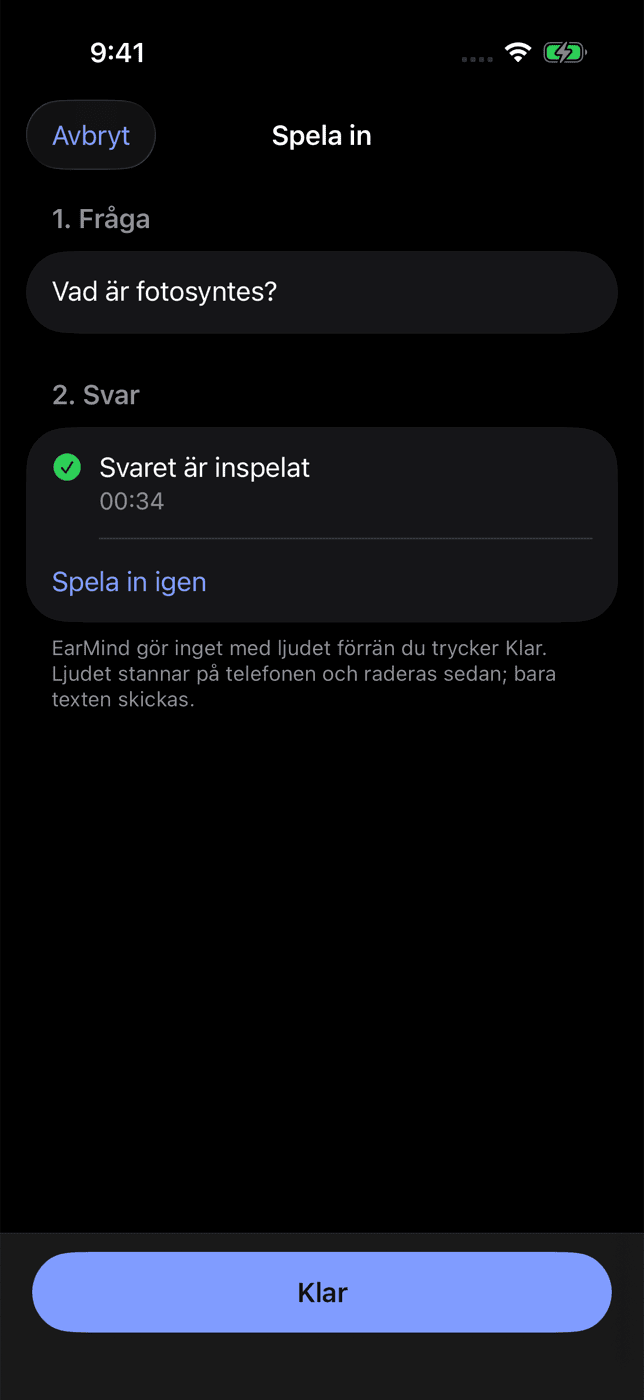 9:41
Avbryt
Spela in
1. Fråga
Vad är fotosyntes?
2. Svar
Svaret är inspelat
00:34
Spela in igen
EarMind gör inget med ljudet förrän du trycker Klar.
Ljudet stannar på telefonen och raderas sedan; bara
texten skickas.
Klar